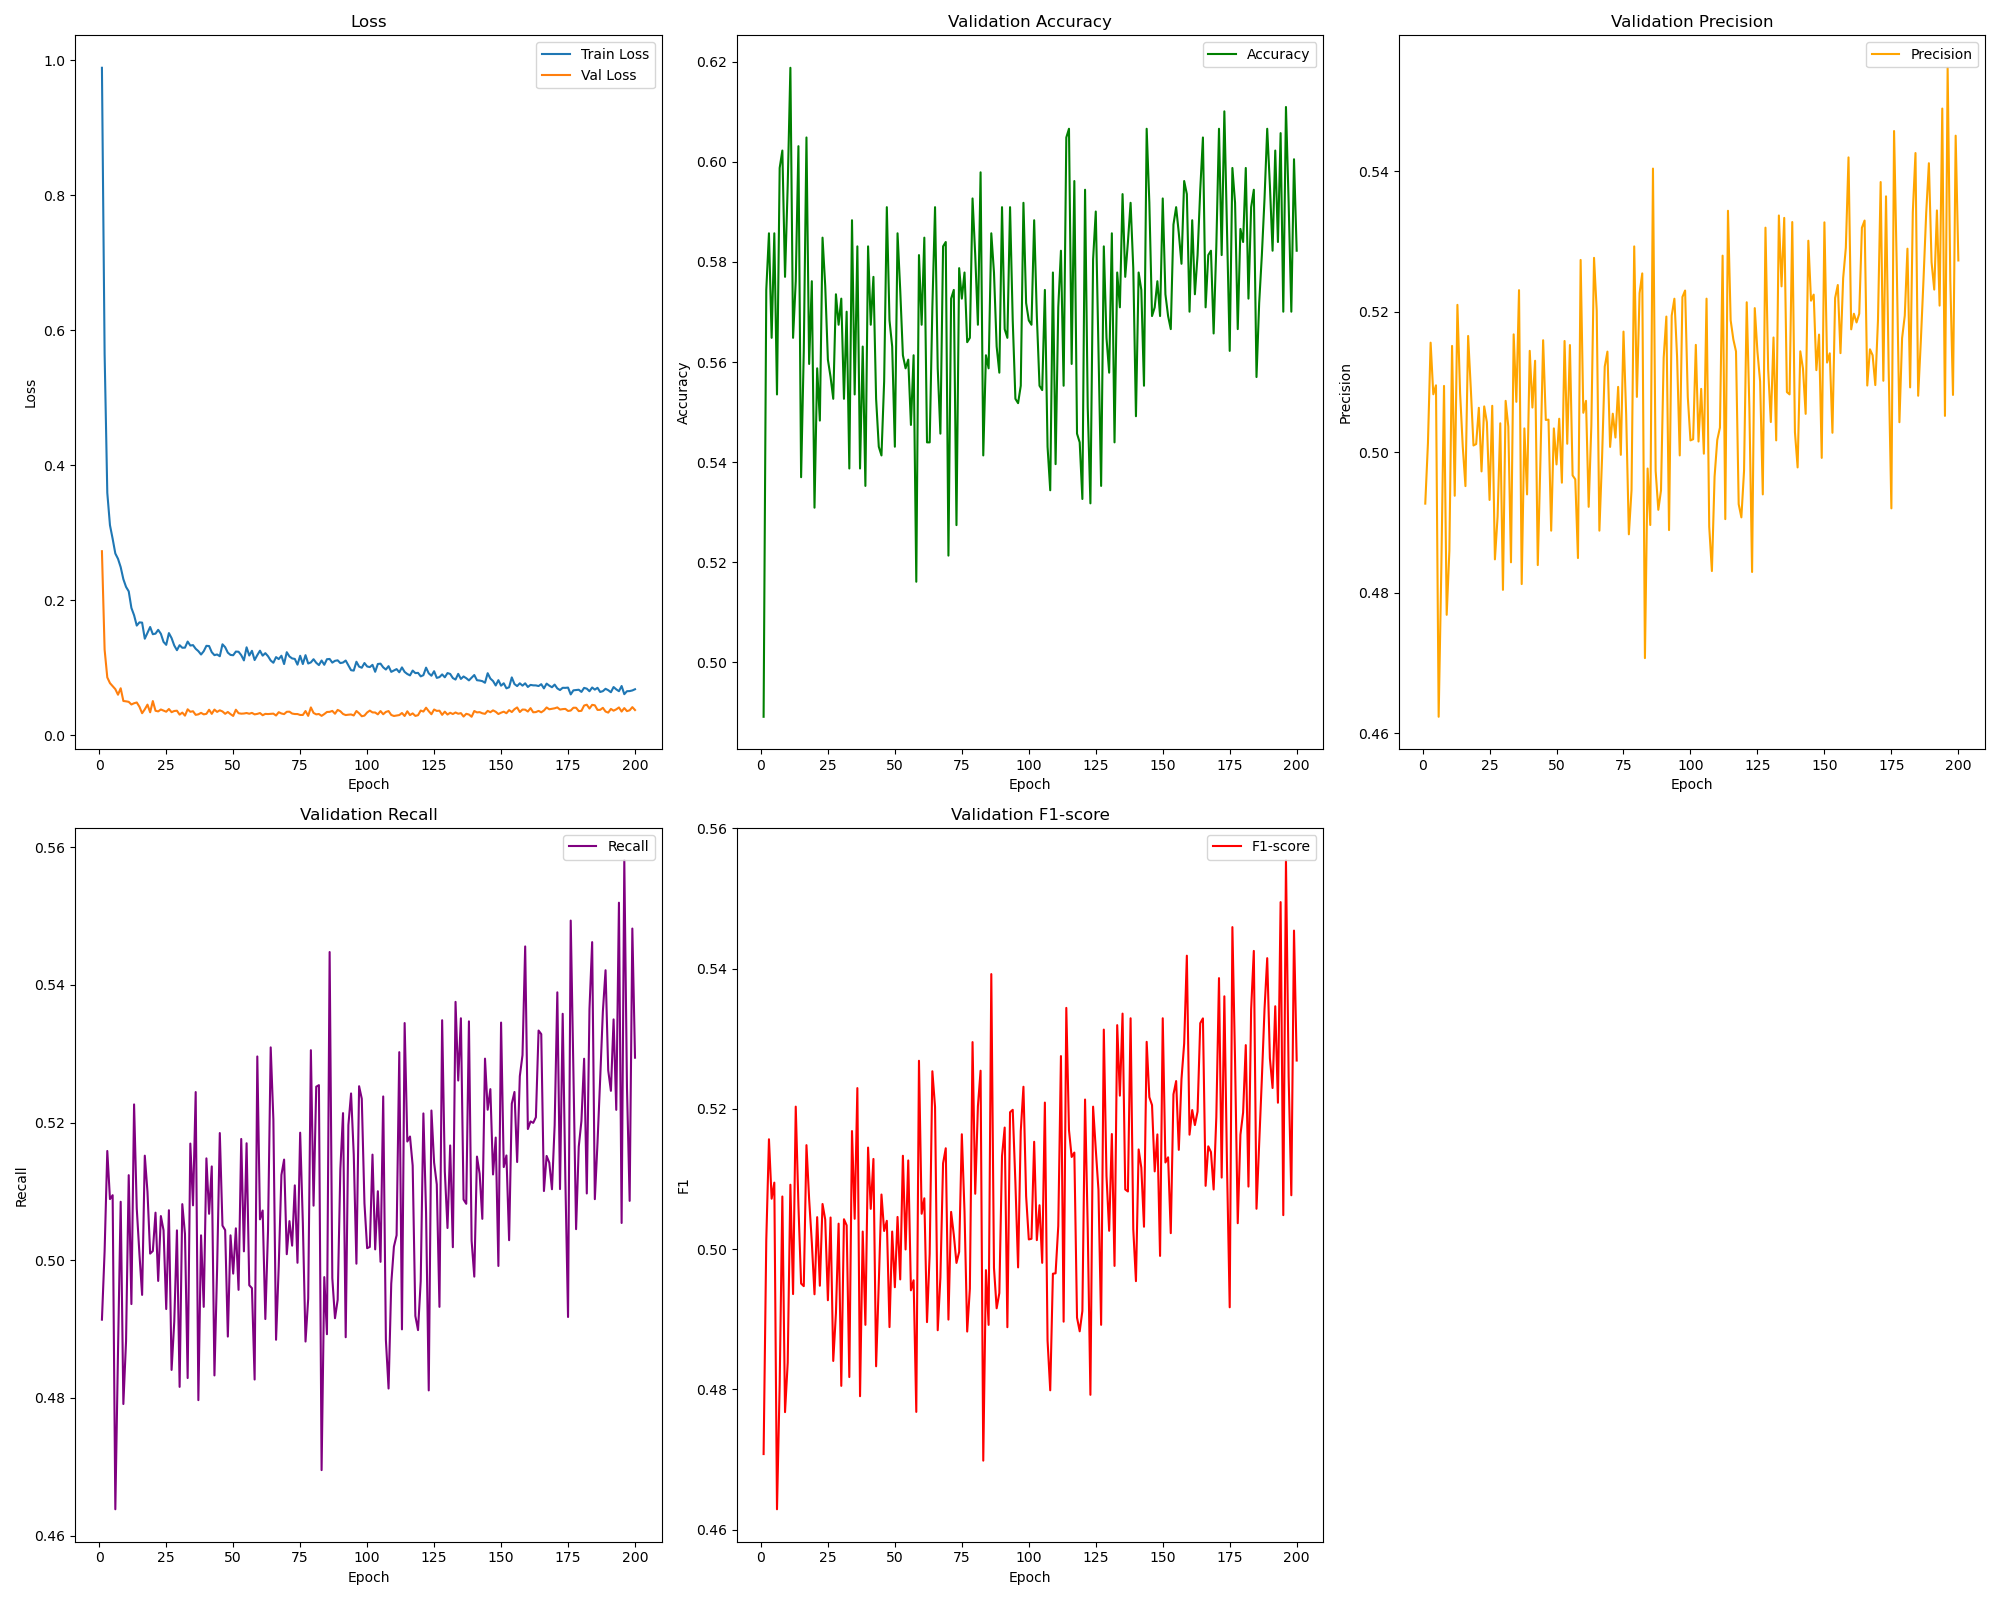 Loss
Train Loss
Val Loss
1.0
0.8
0.6
0.4
0.2
0.0
Loss
0 25 50 75 100 125 150 175 200
Epoch
Validation Accuracy
Accuracy
0.62
0.60
0.58
0.56
0.54
0.52
0.50
Accuracy
0 25 50 75 100 125 150 175 200
Epoch
Validation Precision
Precision
0.54
0.52
0.50
0.48
0.46
Precision
0 25 50 75 100 125 150 175 200
Epoch
Validation Recall
Recall
0.56
0.54
0.52
0.50
0.48
0.46
Recall
0 25 50 75 100 125 150 175 200
Epoch
Validation F1-score
F1-score
0.56
0.54
0.52
0.50
0.48
0.46
F1
0 25 50 75 100 125 150 175 200
Epoch